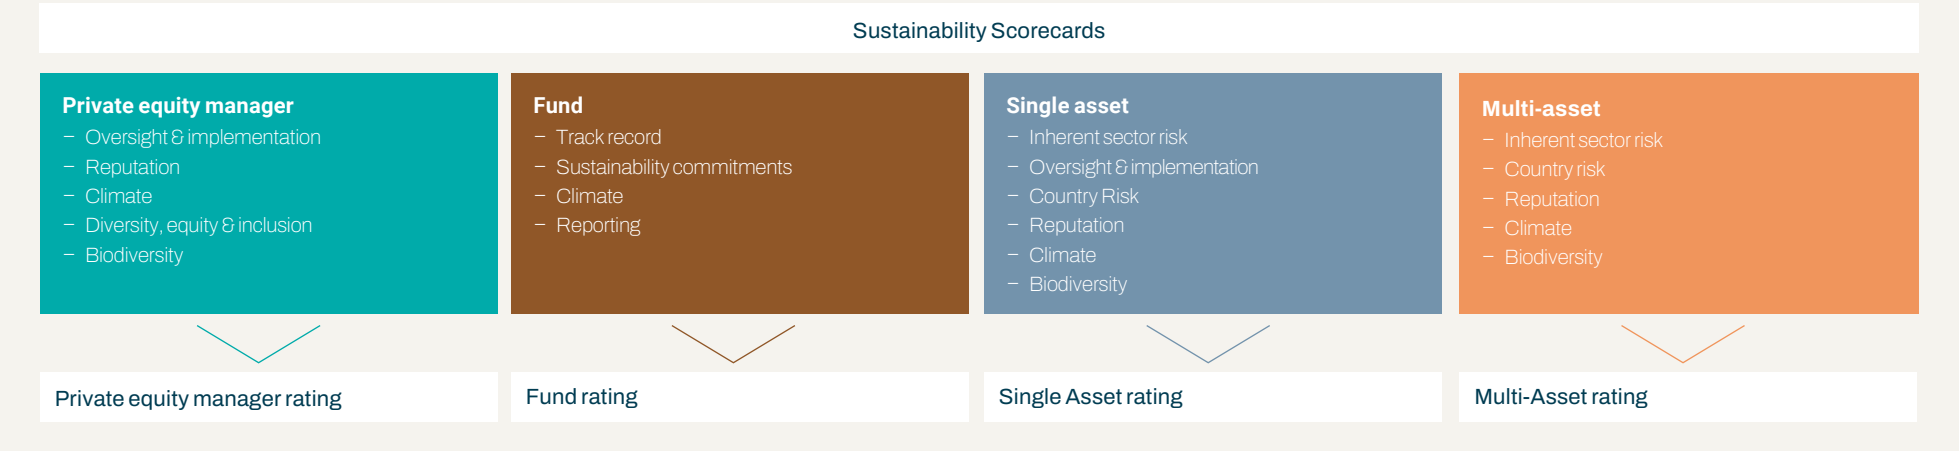 Sustainability Scorecards
Private equity manager
– Oversight & implementation
– Reputation
– Climate
– Diversity, equity & inclusion
– Biodiversity
Fund
– Track record
– Sustainability commitments
– Climate
– Reporting
Single asset
– Inherent sector risk
– Oversight & implementation
– Country Risk
– Reputation
– Climate
– Biodiversity
Multi-asset
– Inherent sector risk
– Country risk
– Reputation
– Climate
– Biodiversity
Private equity manager rating
Fund rating
Single Asset rating
Multi-Asset rating